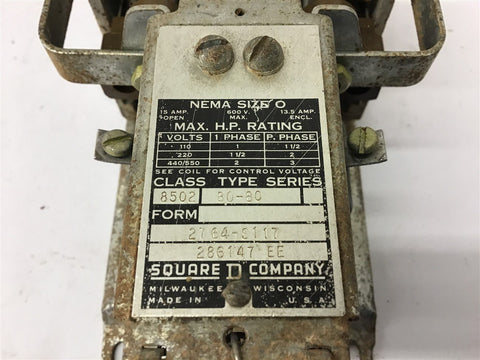 NEMA SIZE O
15 AMP. 600 V. 13.5 AMP.
OPEN MAX. ENCL.
MAX. H.P. RATING
VOLTS 1 PHASE P. PHASE
110 1 1 1/2
220 1 1/2 2
440/550 2 3
SEE COIL FOR CONTROL VOLTAGE
CLASS TYPE SERIES
8502
FORM
286147 EE
SQUARE D COMPANY
MILWAUKEE WISCONSIN
MADE IN U.S.A